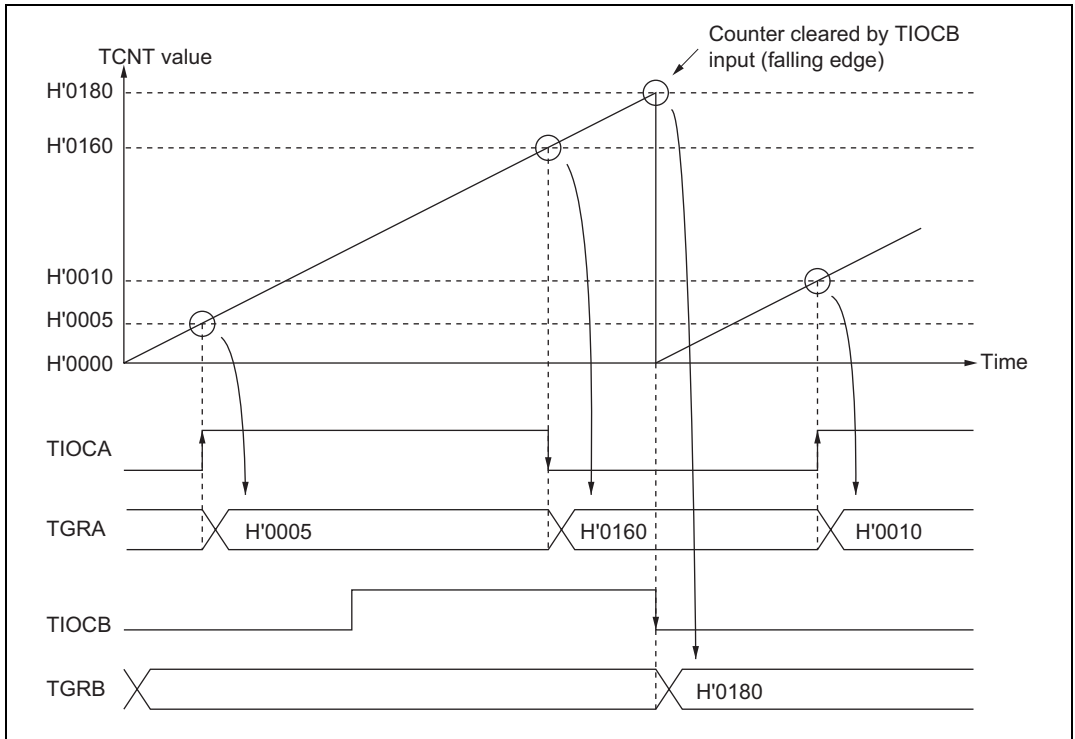 Counter cleared by TIOCB
input (falling edge)
TCNT value
H'0180
H'0160
H'0010
H'0005
H'0000
Time
TIOCA
TGRA
H'0005
H'0160
H'0010
TIOCB
TGRB
H'0180